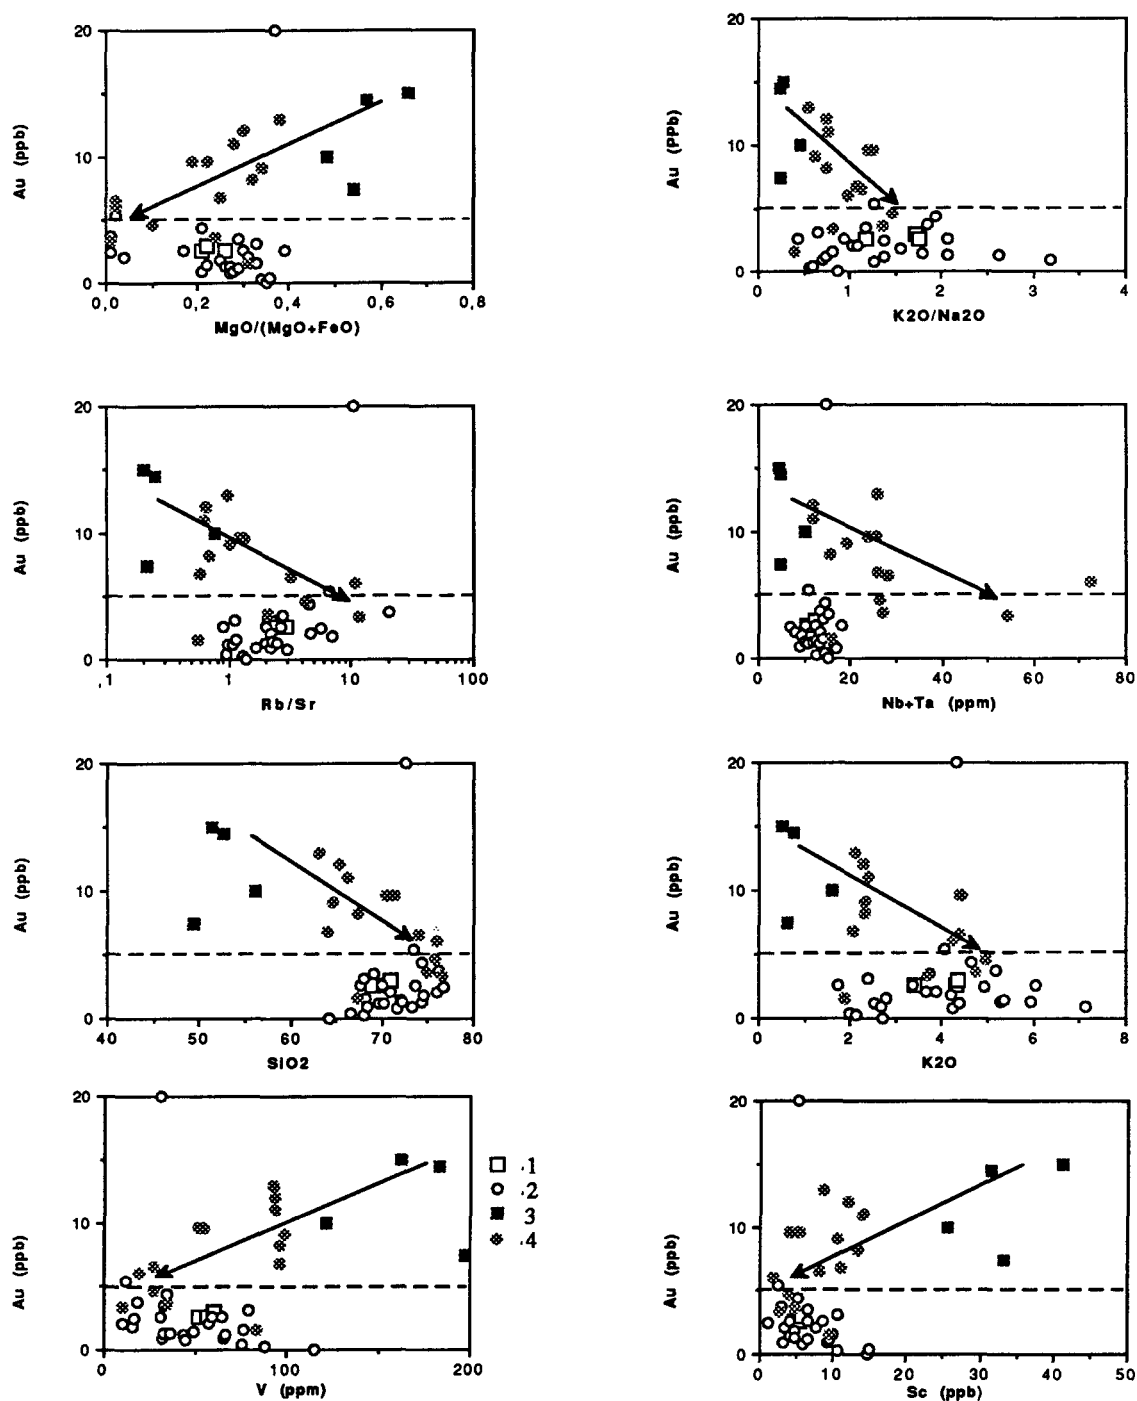 20
10
0
Au (ppb)
0,0 0,2 0,4 0,6 0,8
MgO/(MgO+FeO)
20
10
0
Au (PPb)
0 1 2 3 4
K2O/Na2O
20
10
0
Au (ppb)
,1 1 10 100
Rb/Sr
20
10
0
Au (ppb)
0 20 40 60 80
Nb+Ta (ppm)
20
10
0
Au (ppb)
40 50 60 70 80
SiO2
20
10
0
Au (ppb)
0 2 4 6 8
K2O
20
10
0
Au (ppb)
0 100 200
V (ppm)
.1
.2
3
.4
20
10
0
Au (ppb)
0 10 20 30 40 50
Sc (ppb)